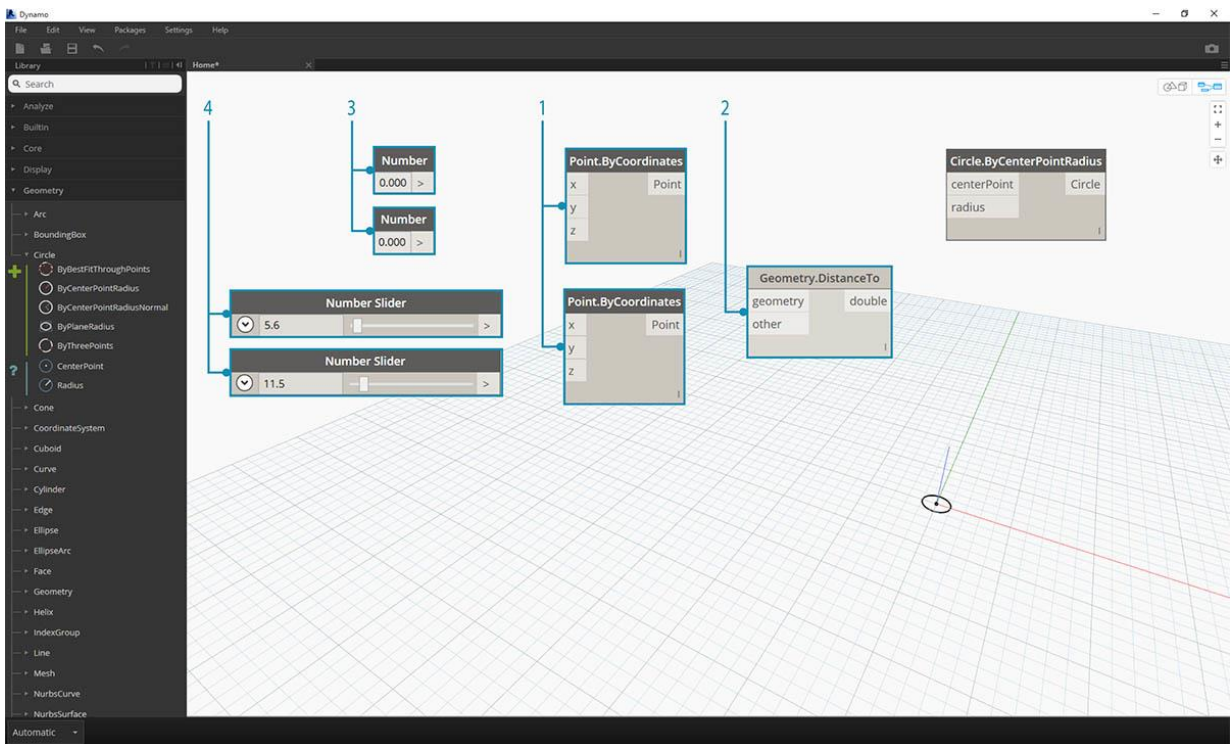 Dynamo
File Edit View Packages Settings Help
Library
Home*
Search
Analyze
BuiltIn
Core
Display
Geometry
Arc
BoundingBox
Circle
ByBestFitThroughPoints
ByCenterPointRadius
ByCenterPointRadiusNormal
ByPlaneRadius
ByThreePoints
CenterPoint
Radius
Cone
CoordinateSystem
Cuboid
Curve
Cylinder
Edge
Ellipse
EllipseArc
Face
Geometry
Helix
IndexGroup
Line
Mesh
NurbsCurve
NurbsSurface
Automatic
4 3 1 2
Number
0.000 >
Number
0.000 >
Number Slider
5.6 >
Number Slider
11.5 >
Point.ByCoordinates
x Point
y
z
Point.ByCoordinates
x Point
y
z
Geometry.DistanceTo
geometry double
other
Circle.ByCenterPointRadius
centerPoint Circle
radius